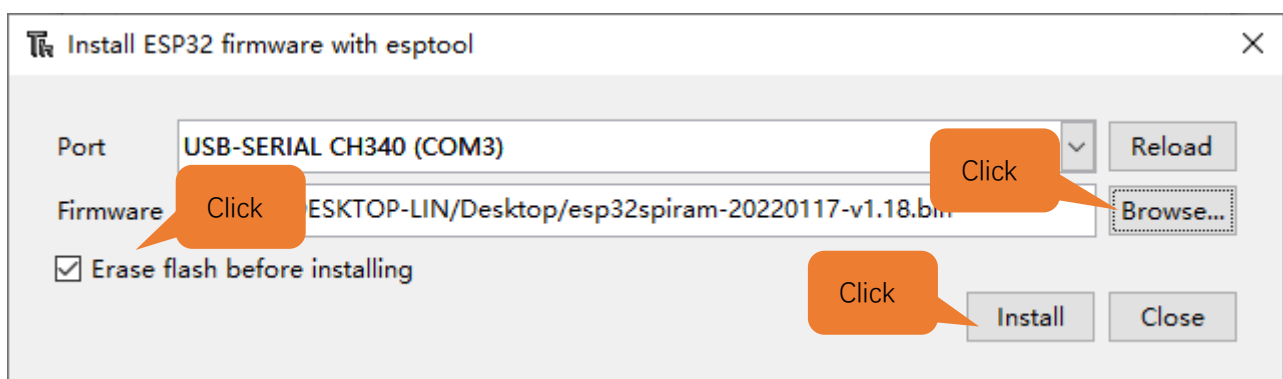 Install ESP32 firmware with esptool
Port USB-SERIAL CH340 (COM3) Reload
Click
Firmware ESKTOP-LIN/Desktop/esp32spiram-20220117-v1.18.bin Browse...
Click
Erase flash before installing
Click
Install Close